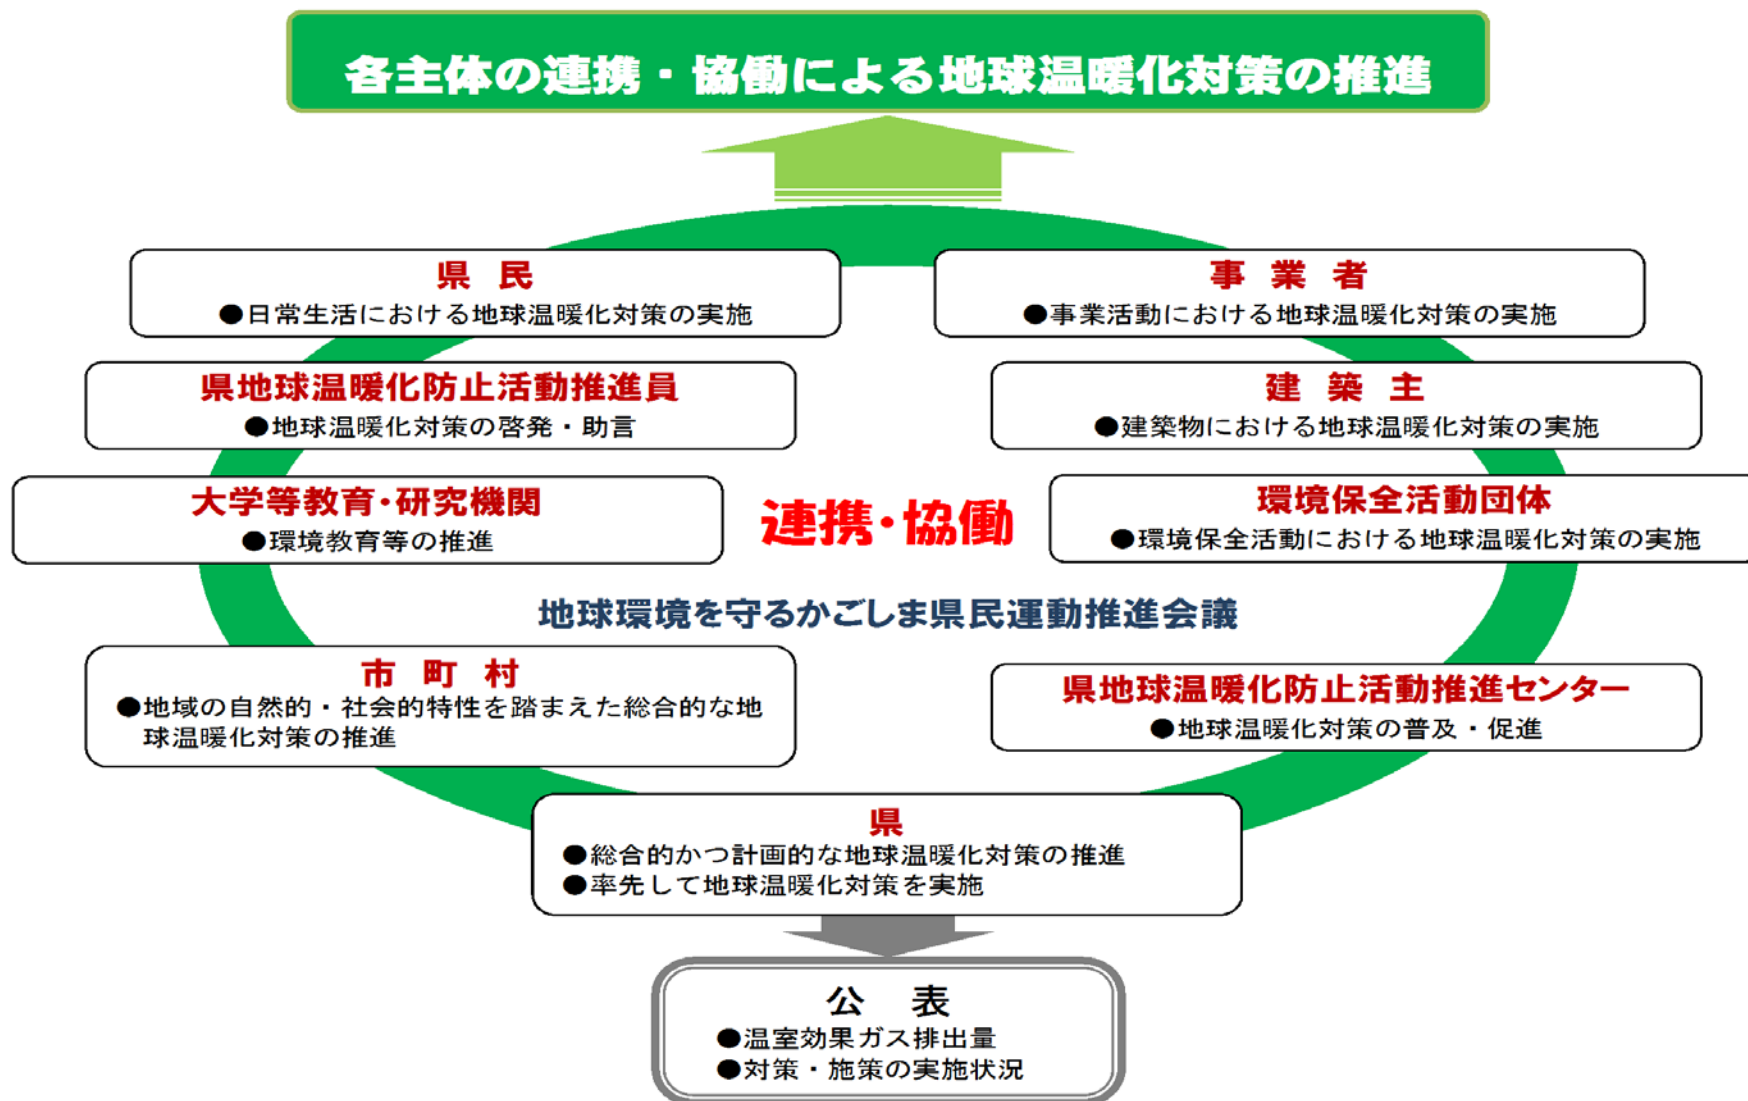 各主体の連携・協働による地球温暖化対策の推進
県 民
●日常生活における地球温暖化対策の実施
事 業 者
●事業活動における地球温暖化対策の実施
県地球温暖化防止活動推進員
●地球温暖化対策の啓発・助言
建 築 主
●建築物における地球温暖化対策の実施
大学等教育・研究機関
●環境教育等の推進
連携・協働
環境保全活動団体
●環境保全活動における地球温暖化対策の実施
地球環境を守るかごしま県民運動推進会議
市 町 村
●地域の自然的・社会的特性を踏まえた総合的な地
球温暖化対策の推進
県地球温暖化防止活動推進センター
●地球温暖化対策の普及・促進
県
●総合的かつ計画的な地球温暖化対策の推進
●率先して地球温暖化対策を実施
公 表
●温室効果ガス排出量
●対策・施策の実施状況